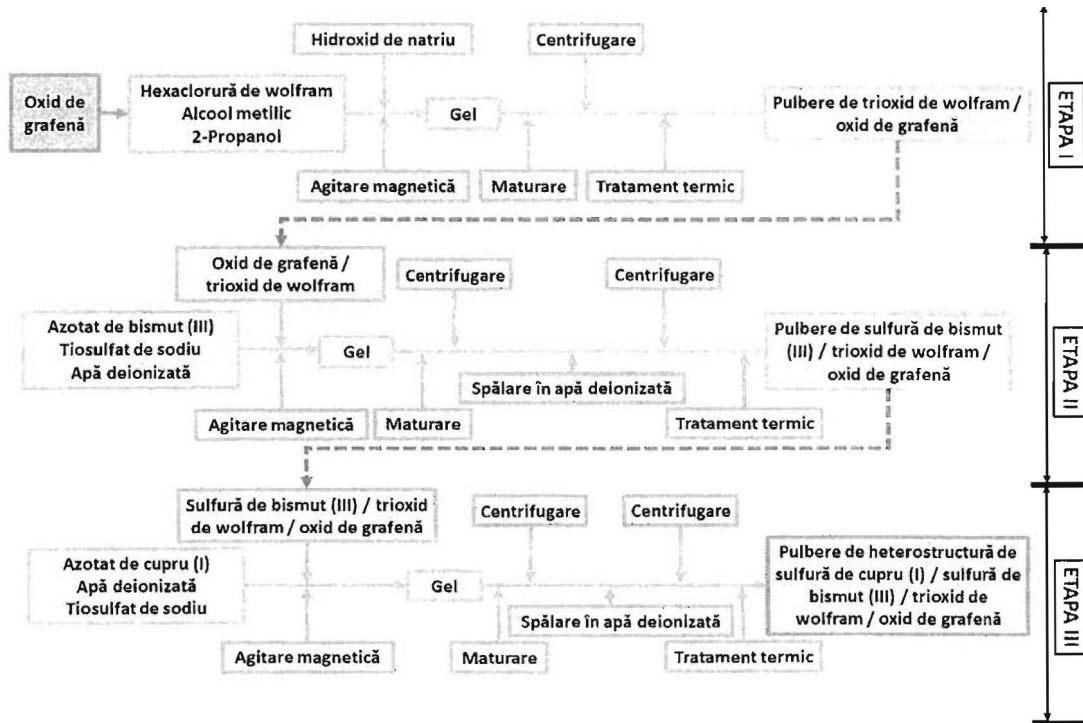 Hidroxid de natriu
Centrifugare
Oxid de
grafenă
Hexaclorură de wolfram
Alcool metilic
2-Propanol
Gel
Pulbere de trioxid de wolfram /
oxid de grafenă
Agitare magnetică
Maturare
Tratament termic
ETAPA I
Oxid de grafenă /
trioxid de wolfram
Centrifugare
Centrifugare
Azotat de bismut (III)
Tiosulfat de sodiu
Apă deionizată
Gel
Pulbere de sulfură de bismut
(III) / trioxid de wolfram /
oxid de grafenă
Spălare în apă deionizată
Agitare magnetică
Maturare
Tratament termic
ETAPA II
Sulfură de bismut (III) / trioxid
de wolfram / oxid de grafenă
Centrifugare
Centrifugare
Azotat de cupru (I)
Apă deionizată
Tiosulfat de sodiu
Gel
Pulbere de heterostructură de
sulfură de cupru (I) / sulfură de
bismut (III) / trioxid de
wolfram / oxid de grafenă
Spălare în apă deionizată
Agitare magnetică
Maturare
Tratament termic
ETAPA III